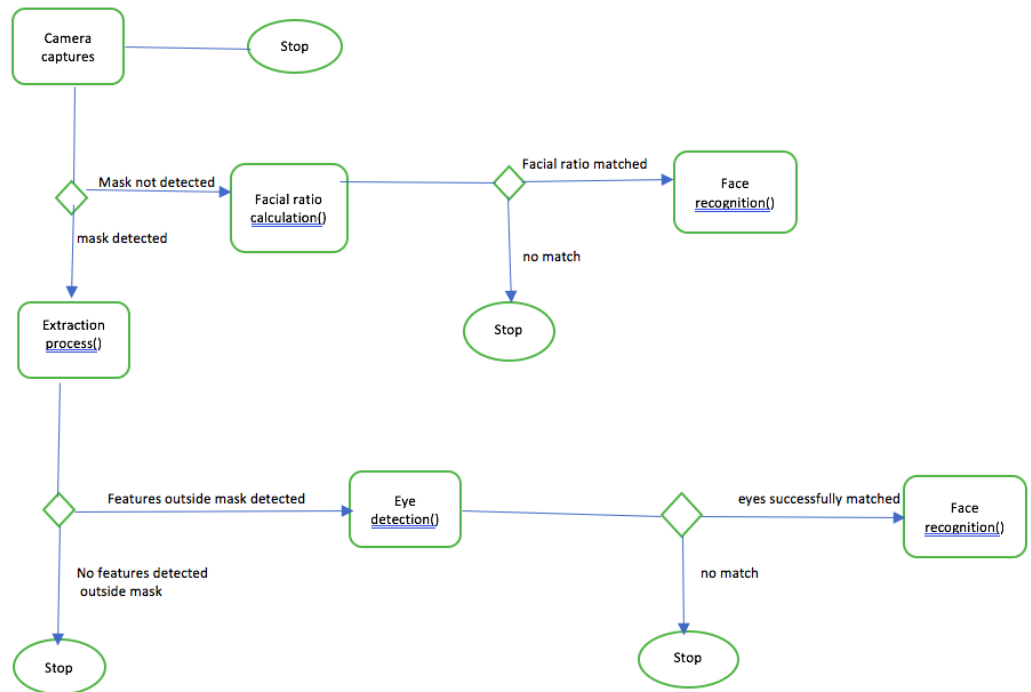 Camera
captures
Stop
Mask not detected
Facial ratio
calculation()
Facial ratio matched
Face
recognition()
mask detected
no match
Stop
Extraction
process()
Features outside mask detected
Eye
detection()
eyes successfully matched
Face
recognition()
No features detected
outside mask
no match
Stop
Stop